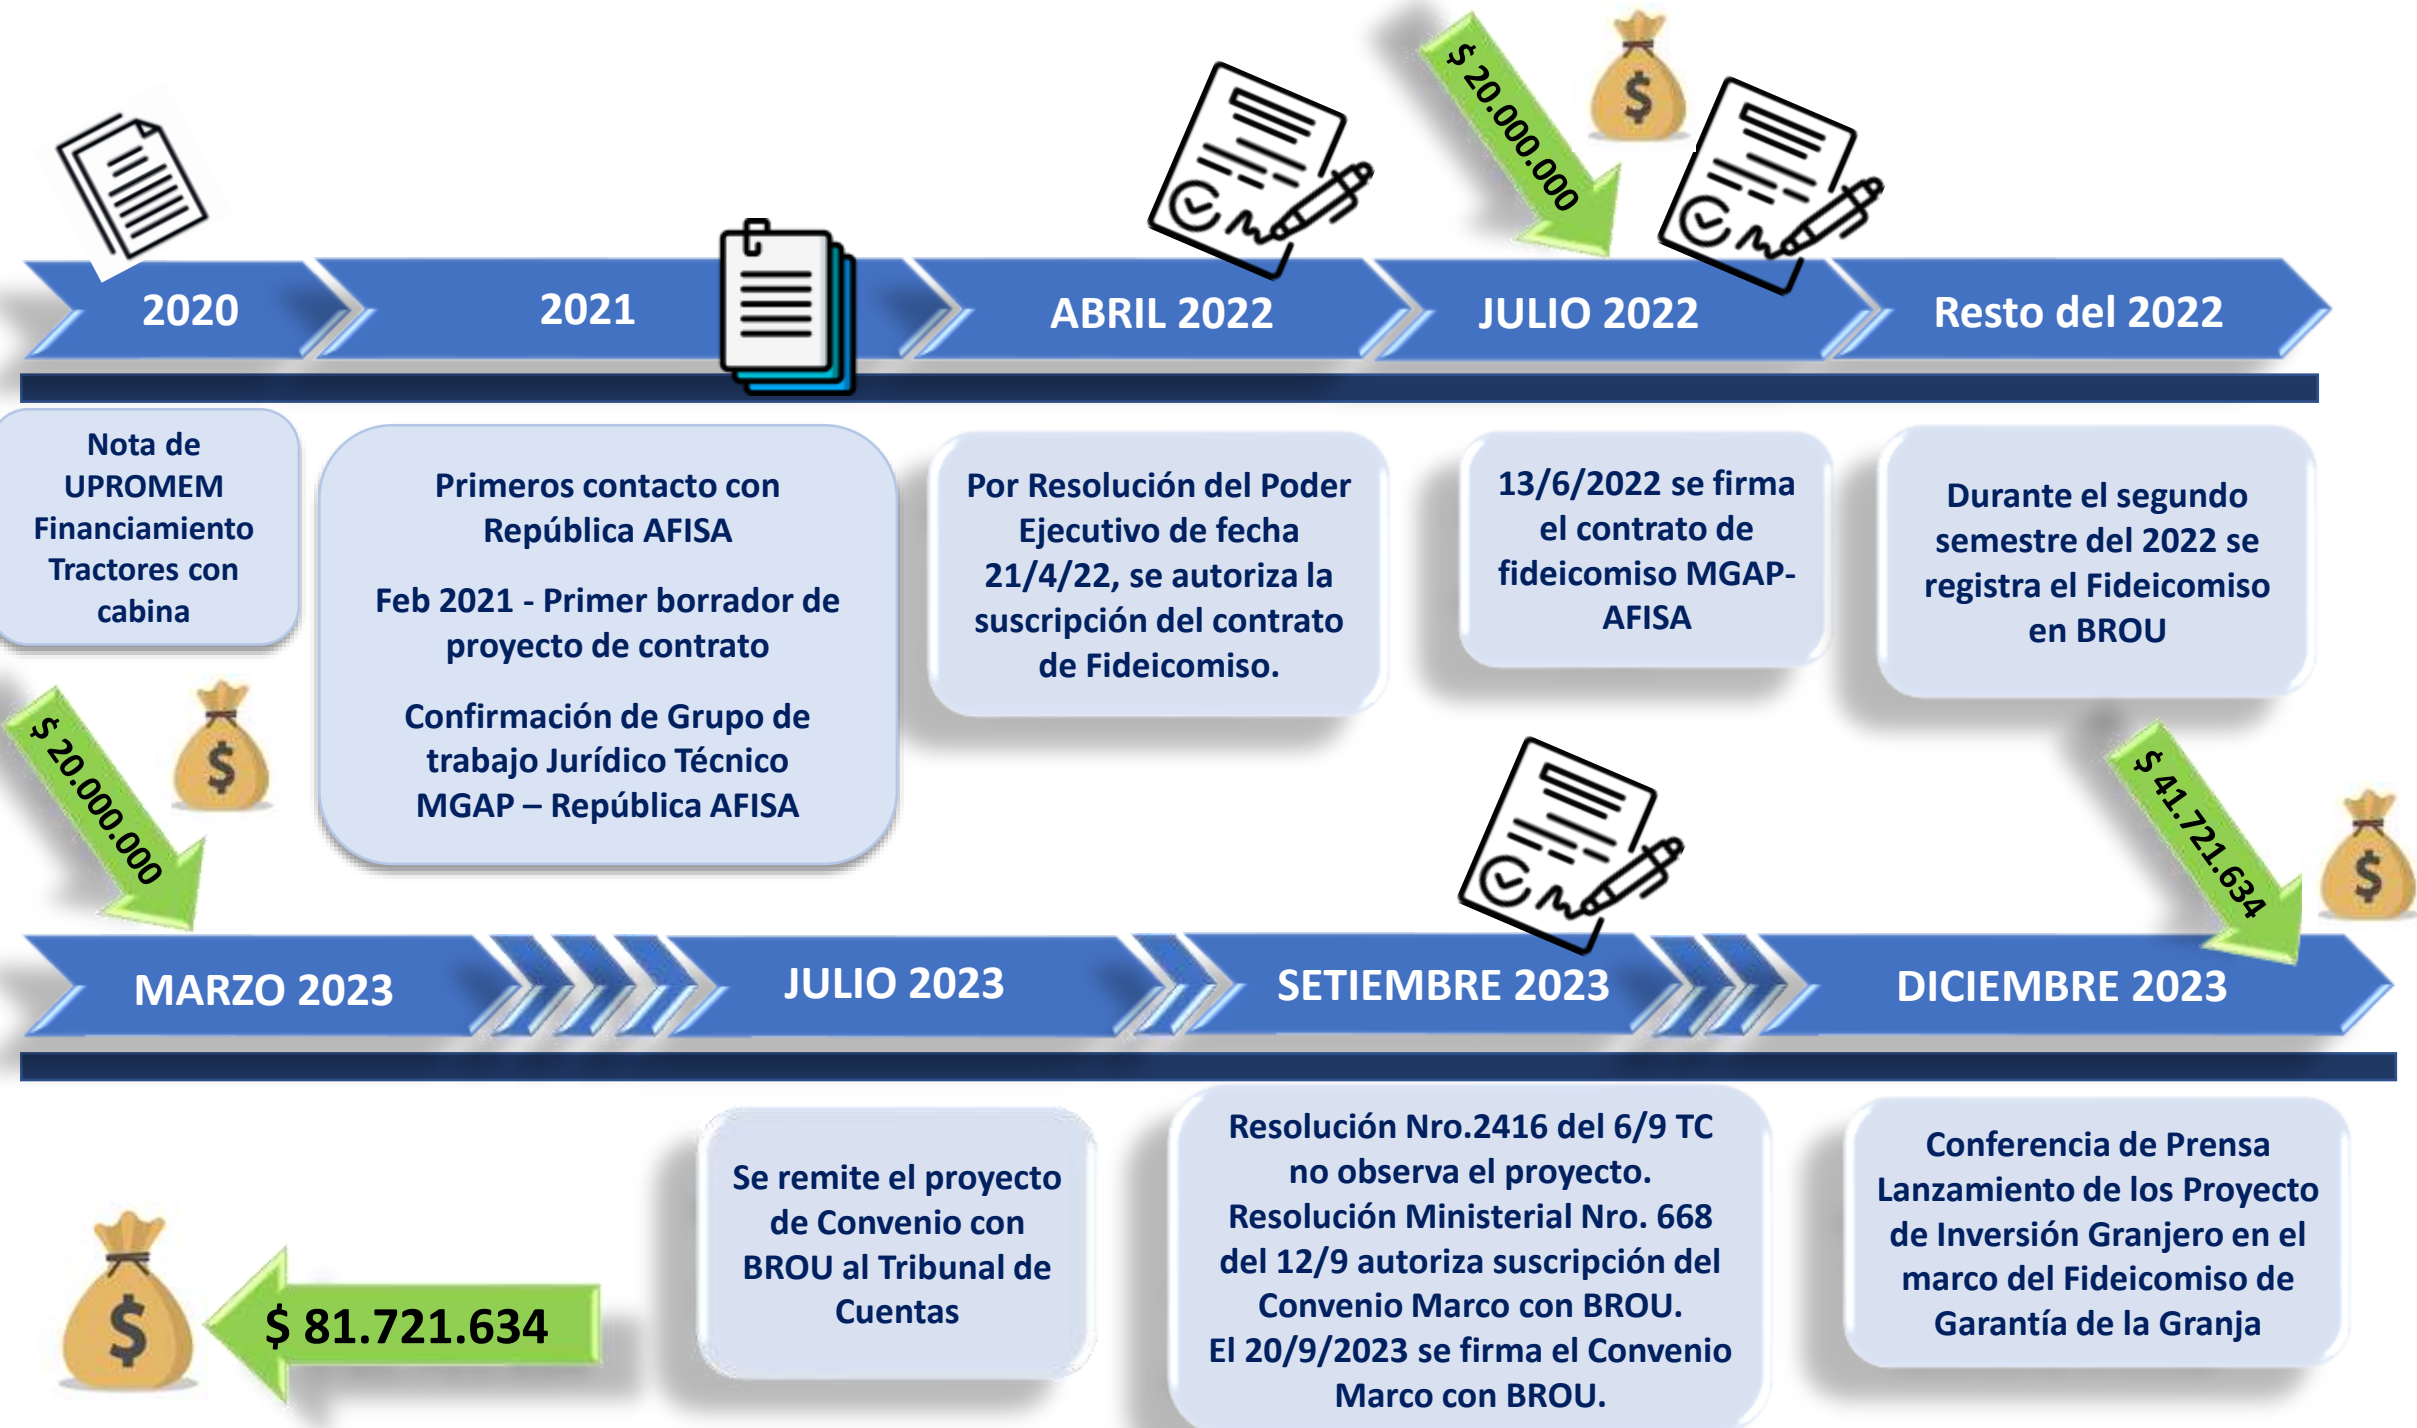 $ 20.000.000
2020
2021
ABRIL 2022
JULIO 2022
Resto del 2022
Nota de
UPROMEM
Financiamiento
Tractores con
cabina
Primeros contacto con
República AFISA
Feb 2021 - Primer borrador de
proyecto de contrato
Confirmación de Grupo de
trabajo Jurídico Técnico
MGAP – República AFISA
Por Resolución del Poder
Ejecutivo de fecha
21/4/22, se autoriza la
suscripción del contrato
de Fideicomiso.
13/6/2022 se firma
el contrato de
fideicomiso MGAP-
AFISA
Durante el segundo
semestre del 2022 se
registra el Fideicomiso
en BROU
$ 20.000.000
$ 41.721.634
MARZO 2023
JULIO 2023
SETIEMBRE 2023
DICIEMBRE 2023
$ 81.721.634
Se remite el proyecto
de Convenio con
BROU al Tribunal de
Cuentas
Resolución Nro.2416 del 6/9 TC
no observa el proyecto.
Resolución Ministerial Nro. 668
del 12/9 autoriza suscripción del
Convenio Marco con BROU.
El 20/9/2023 se firma el Convenio
Marco con BROU.
Conferencia de Prensa
Lanzamiento de los Proyecto
de Inversión Granjero en el
marco del Fideicomiso de
Garantía de la Granja